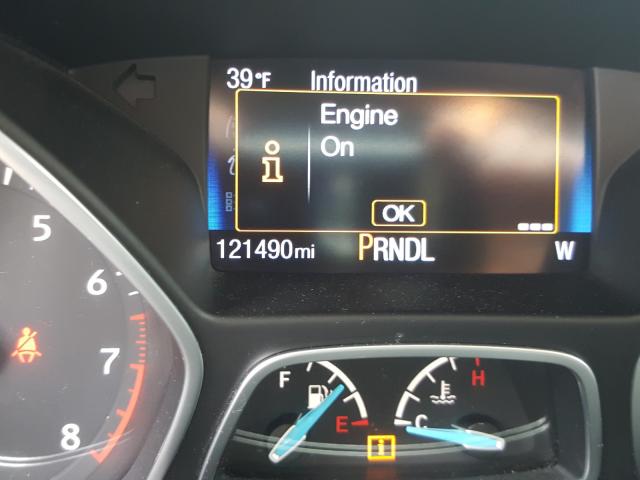 39°F Information
Engine
On
i
OK
121490mi PRNDL W
5
6
7
8
F
E
H
C
i